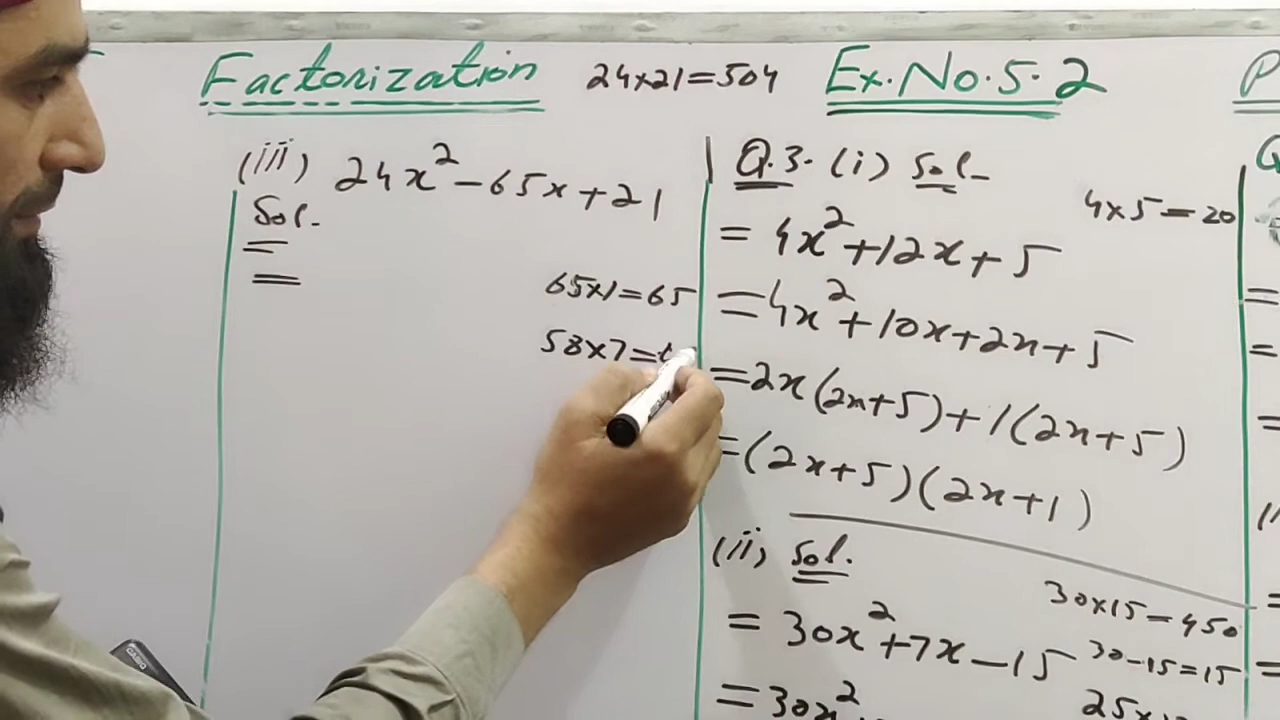 Factorization
24x21=504
Ex.No.5.2
P
(iii) 24x²-65x+21
Sol.
=
65x1=65
58x7=
Q.3. (i) Sol.
4x5=20
= 4x²+12x+5
=4x²+10x+2x+5
=2x(2x+5)+1(2x+5)
=(2x+5)(2x+1)
(ii) Sol.
30x15=450
= 30x²+7x-15
30-15=15
= 30x²
25x
CASIO